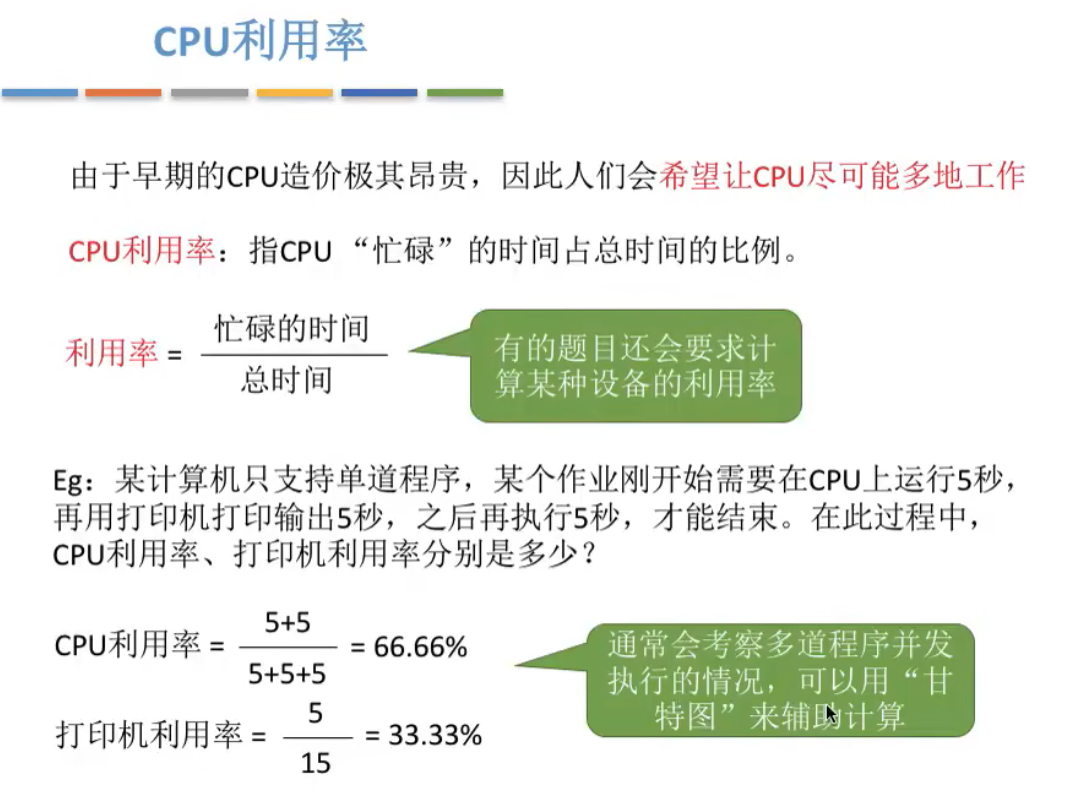 CPU利用率
由于早期的CPU造价极其昂贵，因此人们会希望让CPU尽可能多地工作
CPU利用率：指CPU “忙碌”的时间占总时间的比例。
利用率 =
忙碌的时间
总时间
有的题目还会要求计
算某种设备的利用率
Eg：某计算机只支持单道程序，某个作业刚开始需要在CPU上运行5秒，
再用打印机打印输出5秒，之后再执行5秒，才能结束。在此过程中，
CPU利用率、打印机利用率分别是多少？
CPU利用率 =
5+5
5+5+5
= 66.66%
通常会考察多道程序并发
执行的情况，可以用“甘
特图”来辅助计算
打印机利用率 =
5
15
= 33.33%